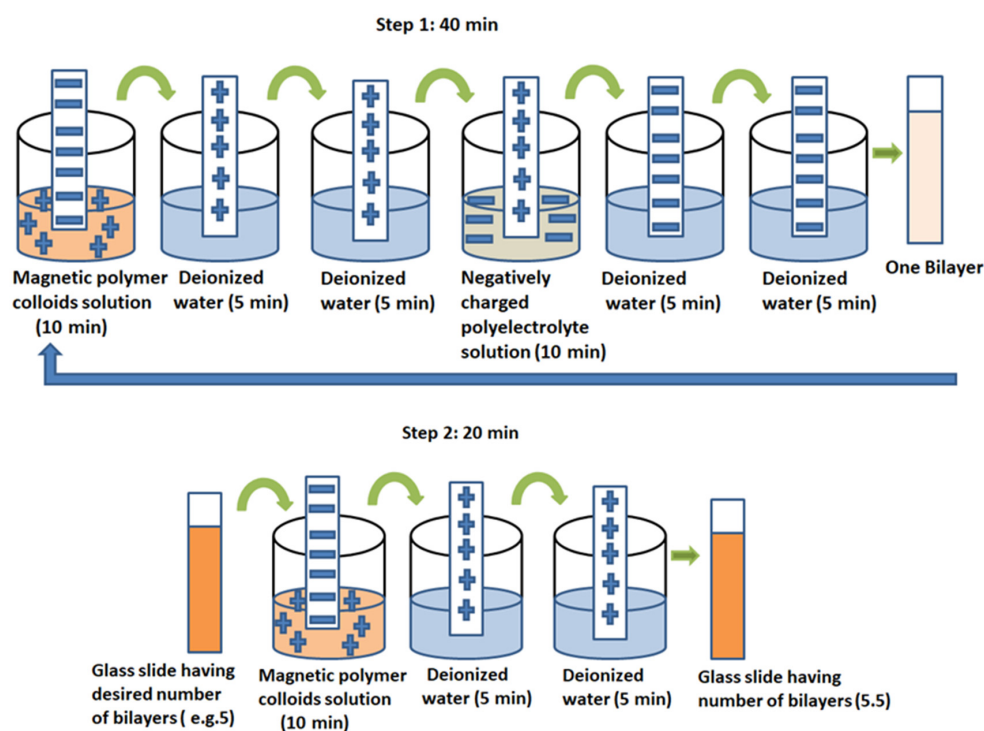 Step 1: 40 min
Magnetic polymer
colloids solution
(10 min)
Deionized
water (5 min)
Deionized
water (5 min)
Negatively
charged
polyelectrolyte
solution (10 min)
Deionized
water (5 min)
Deionized
water (5 min)
One Bilayer
Step 2: 20 min
Glass slide having
desired number
of bilayers ( e.g.5)
Magnetic polymer
colloids solution
(10 min)
Deionized
water (5 min)
Deionized
water (5 min)
Glass slide having
number of bilayers (5.5)